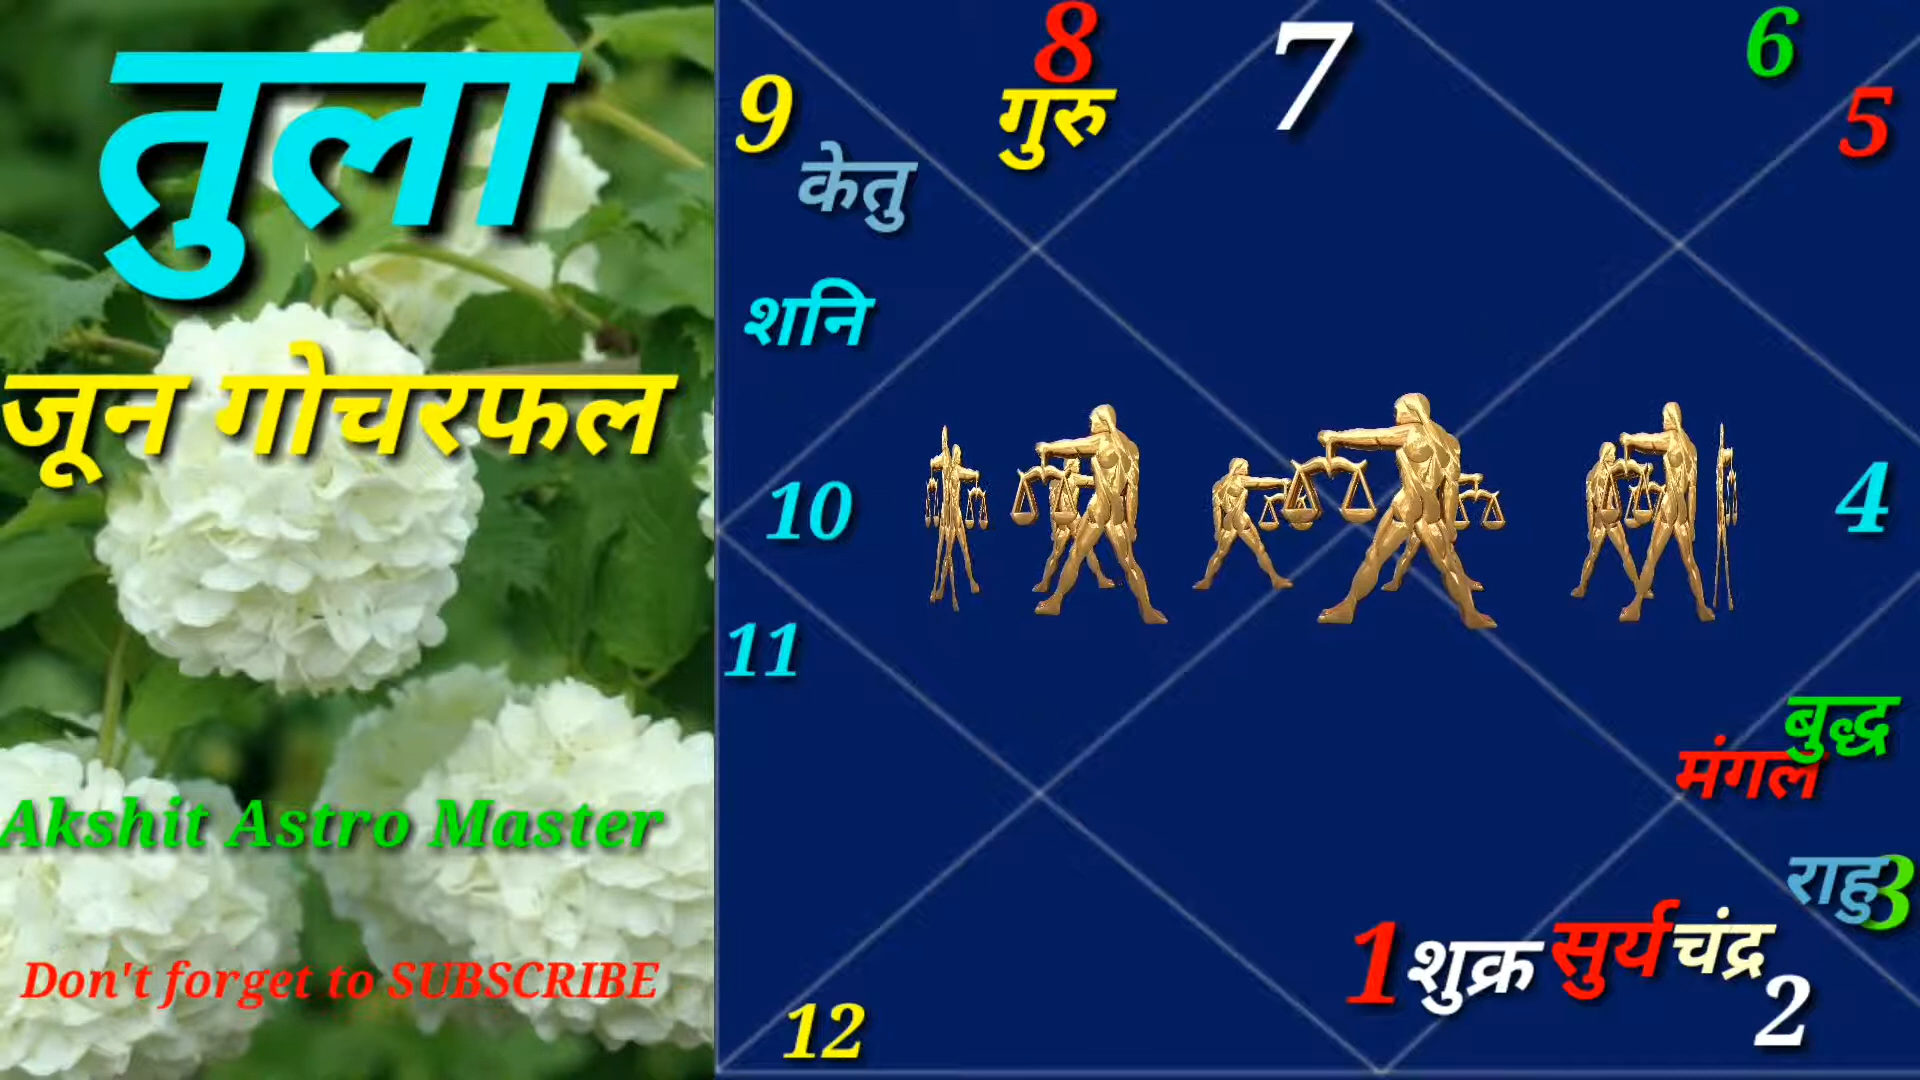 तुला
जून गोचरफल
Akshit Astro Master
Don't forget to SUBSCRIBE
8
7
6
9
गुरु
5
केतु
शनि
10
4
11
बुद्ध
मंगल
राहु 3
1 शुक्र सुर्य चंद्र
2
12